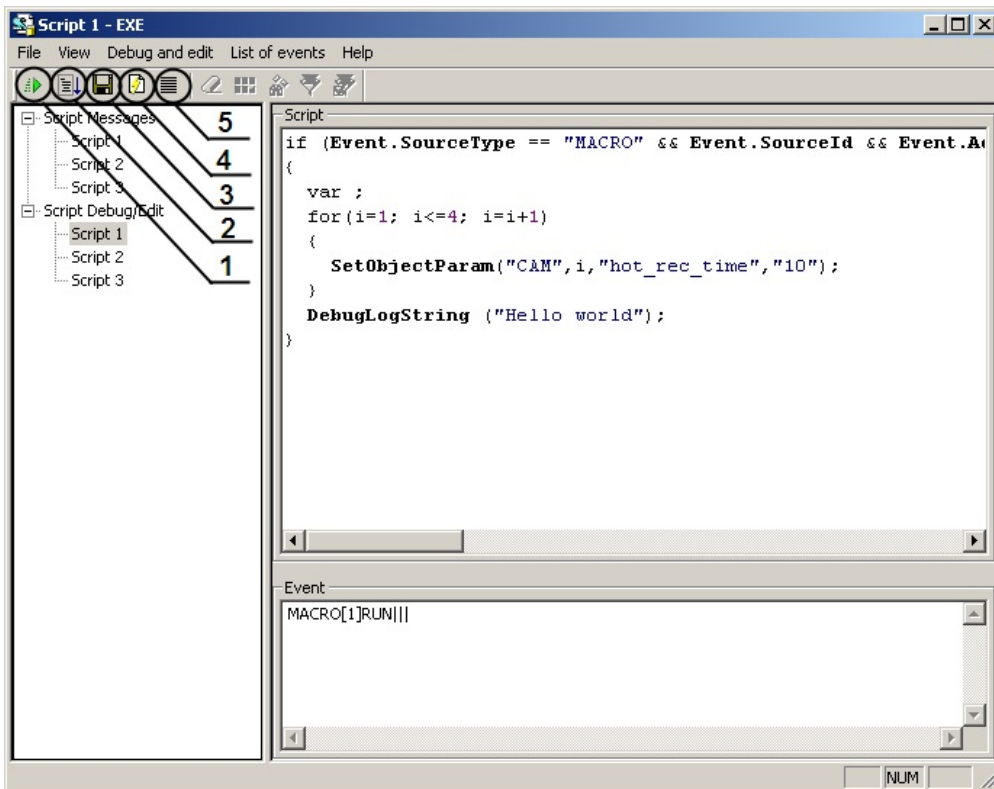 Script 1 - EXE
File View Debug and edit List of events Help
Script Messages
Script 1
Script 2
Script 3
Script Debug/Edit
Script 1
Script 2
Script 3
5
4
3
2
1
Script
if (Event.SourceType == "MACRO" && Event.SourceId && Event.A
{
var ;
for(i=1; i<=4; i=i+1)
{
SetObjectParam("CAM",i,"hot_rec_time","10");
}
DebugLogString ("Hello world");
}
Event
MACRO[1]RUN|||
NUM